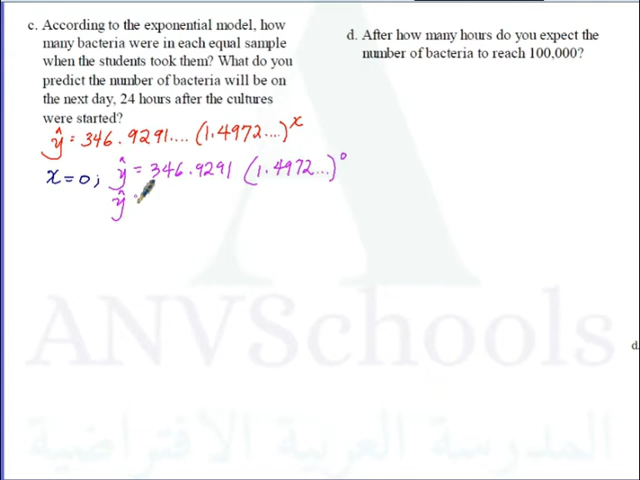 c. According to the exponential model, how
many bacteria were in each equal sample
when the students took them? What do you
predict the number of bacteria will be on
the next day, 24 hours after the cultures
were started?
ŷ = 346.9291.... (1.4972....)^x
x = 0; ŷ = 346.9291 (1.4972...)^0
ŷ
d. After how many hours do you expect the
number of bacteria to reach 100,000?
d.
ANVSchools
المدرسة العربية الافتراضية